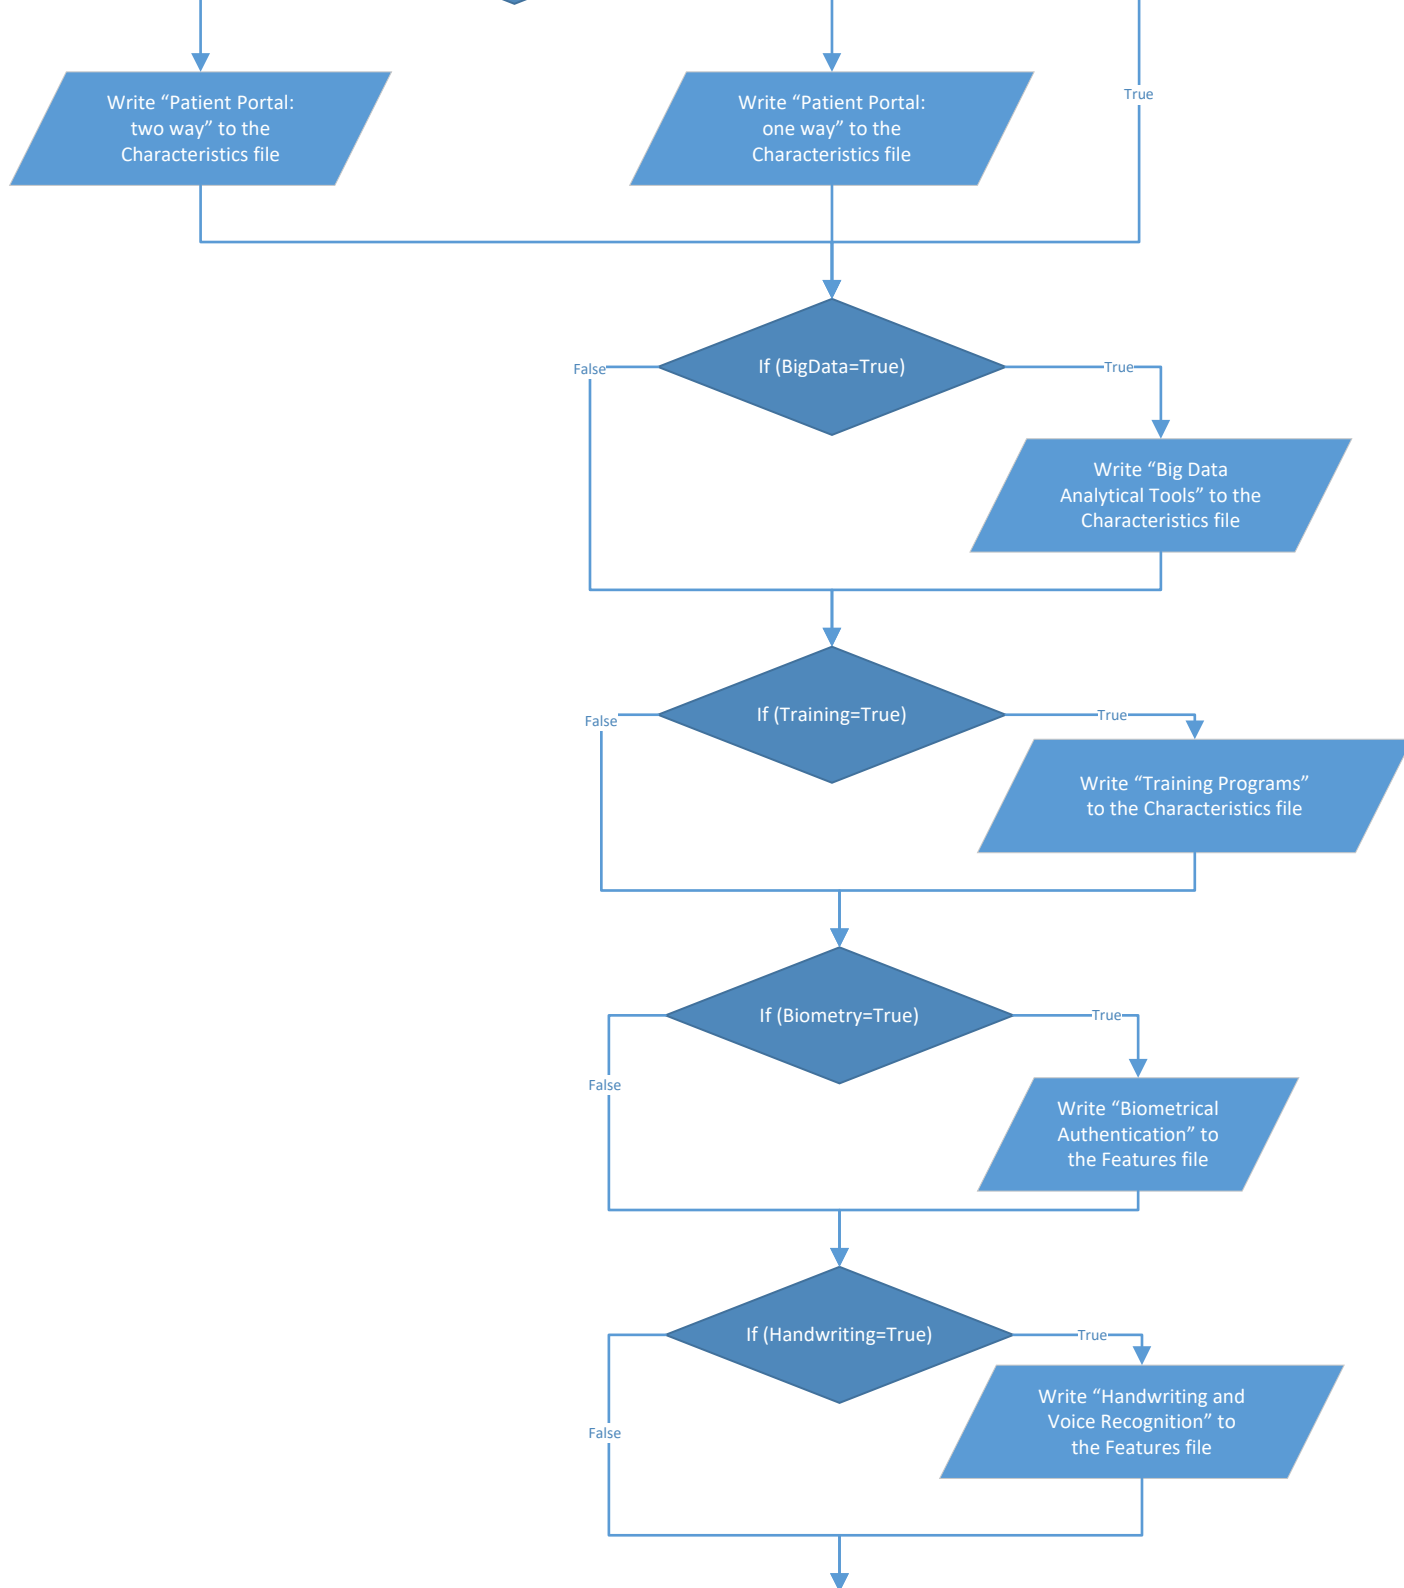 Write “Patient Portal:
two way” to the
Characteristics file
Write “Patient Portal:
one way” to the
Characteristics file
True
If (BigData=True)
False
True
Write “Big Data
Analytical Tools” to the
Characteristics file
If (Training=True)
False
True
Write “Training Programs”
to the Characteristics file
If (Biometry=True)
True
False
Write “Biometrical
Authentication” to
the Features file
If (Handwriting=True)
True
False
Write “Handwriting and
Voice Recognition” to
the Features file